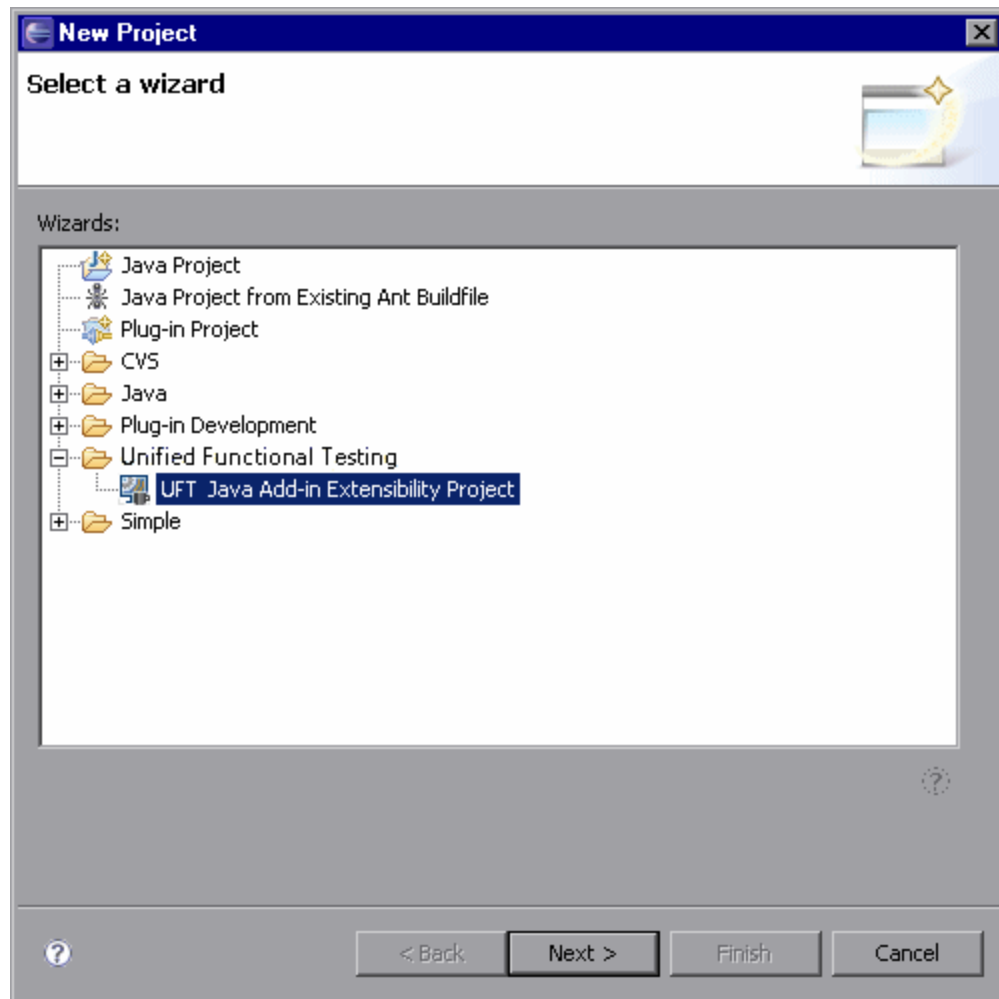 New Project
Select a wizard
Wizards:
Java Project
Java Project from Existing Ant Buildfile
Plug-in Project
CVS
Java
Plug-in Development
Unified Functional Testing
UFT Java Add-in Extensibility Project
Simple
< Back Next > Finish Cancel